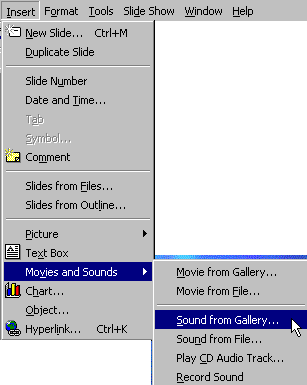 Insert Format Tools Slide Show Window Help
New Slide... Ctrl+M
Duplicate Slide
Slide Number
Date and Time...
Tab
Symbol...
Comment
Slides from Files...
Slides from Outline...
Picture
Text Box
Movies and Sounds
Movie from Gallery...
Chart...
Movie from File...
Object...
Sound from Gallery...
Hyperlink... Ctrl+K
Sound from File...
Play CD Audio Track...
Record Sound